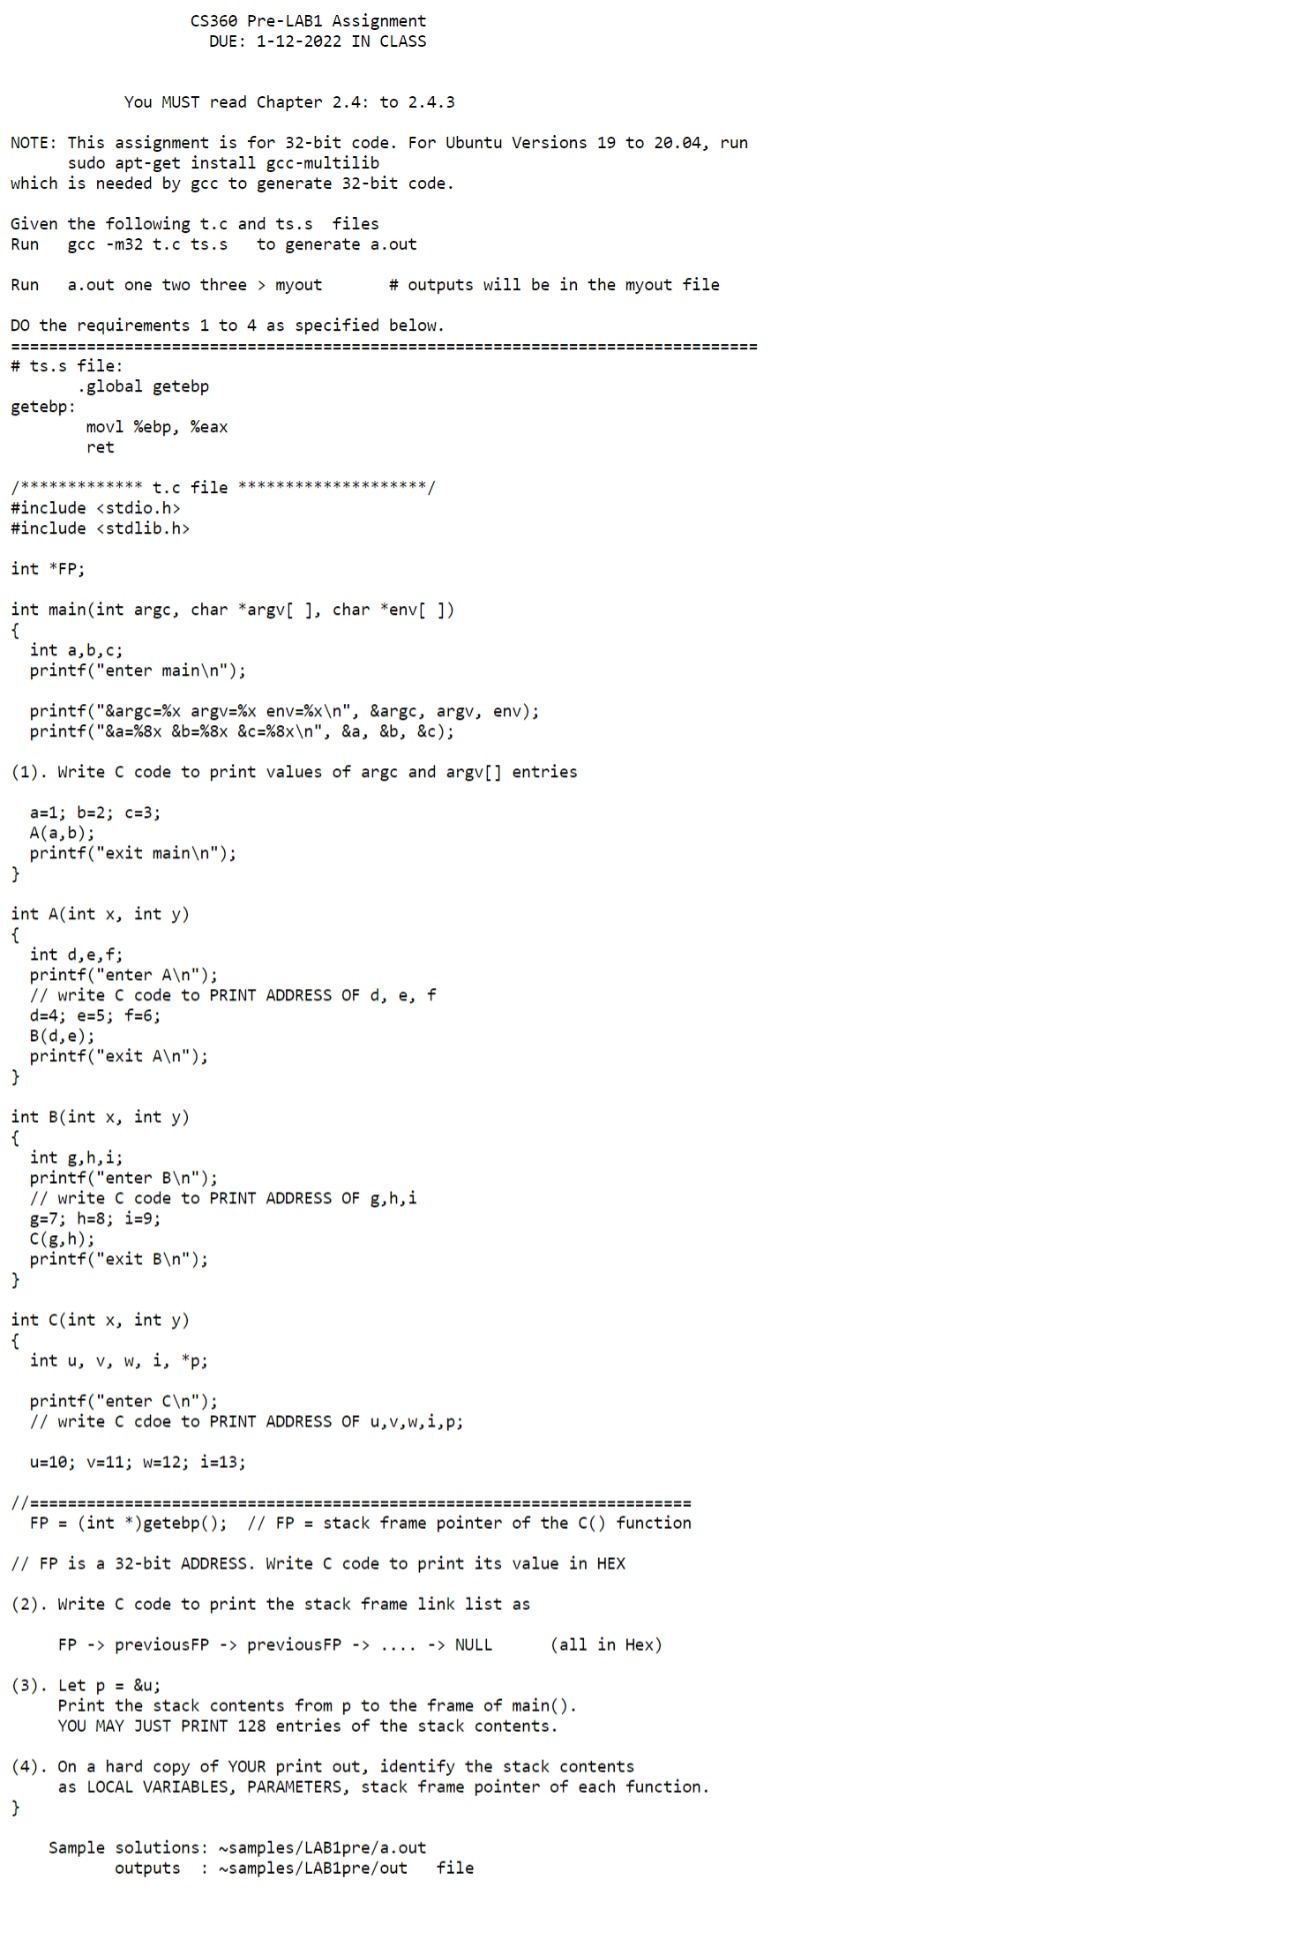 CS360 Pre-LAB1 Assignment
DUE: 1-12-2022 IN CLASS
You MUST read Chapter 2.4: to 2.4.3
NOTE: This assignment is for 32-bit code. For Ubuntu Versions 19 to 20.04, run
sudo apt-get install gcc-multilib
which is needed by gcc to generate 32-bit code.
Given the following t.c and ts.s  files
Run   gcc -m32 t.c ts.s   to generate a.out
Run   a.out one two three > myout       # outputs will be in the myout file
DO the requirements 1 to 4 as specified below.
===============================================================================
# ts.s file:
       .global getebp
getebp:
        movl %ebp, %eax
        ret
/************* t.c file ********************/
#include <stdio.h>
#include <stdlib.h>
int *FP;
int main(int argc, char *argv[ ], char *env[ ])
{
  int a,b,c;
  printf("enter main\n");
  printf("&argc=%x argv=%x env=%x\n", &argc, argv, env);
  printf("&a=%8x &b=%8x &c=%8x\n", &a, &b, &c);
(1). Write C code to print values of argc and argv[] entries
  a=1; b=2; c=3;
  A(a,b);
  printf("exit main\n");
}
int A(int x, int y)
{
  int d,e,f;
  printf("enter A\n");
  // write C code to PRINT ADDRESS OF d, e, f
  d=4; e=5; f=6;
  B(d,e);
  printf("exit A\n");
}
int B(int x, int y)
{
  int g,h,i;
  printf("enter B\n");
  // write C code to PRINT ADDRESS OF g,h,i
  g=7; h=8; i=9;
  C(g,h);
  printf("exit B\n");
}
int C(int x, int y)
{
  int u, v, w, i, *p;
  printf("enter C\n");
  // write C cdoe to PRINT ADDRESS OF u,v,w,i,p;
  u=10; v=11; w=12; i=13;
//======================================================================
  FP = (int *)getebp();  // FP = stack frame pointer of the C() function
// FP is a 32-bit ADDRESS. Write C code to print its value in HEX
(2). Write C code to print the stack frame link list as
     FP -> previousFP -> previousFP -> .... -> NULL      (all in Hex)
(3). Let p = &u;
     Print the stack contents from p to the frame of main().
     YOU MAY JUST PRINT 128 entries of the stack contents.
(4). On a hard copy of YOUR print out, identify the stack contents
     as LOCAL VARIABLES, PARAMETERS, stack frame pointer of each function.
}
Sample solutions: ~samples/LAB1pre/a.out
       outputs  : ~samples/LAB1pre/out   file